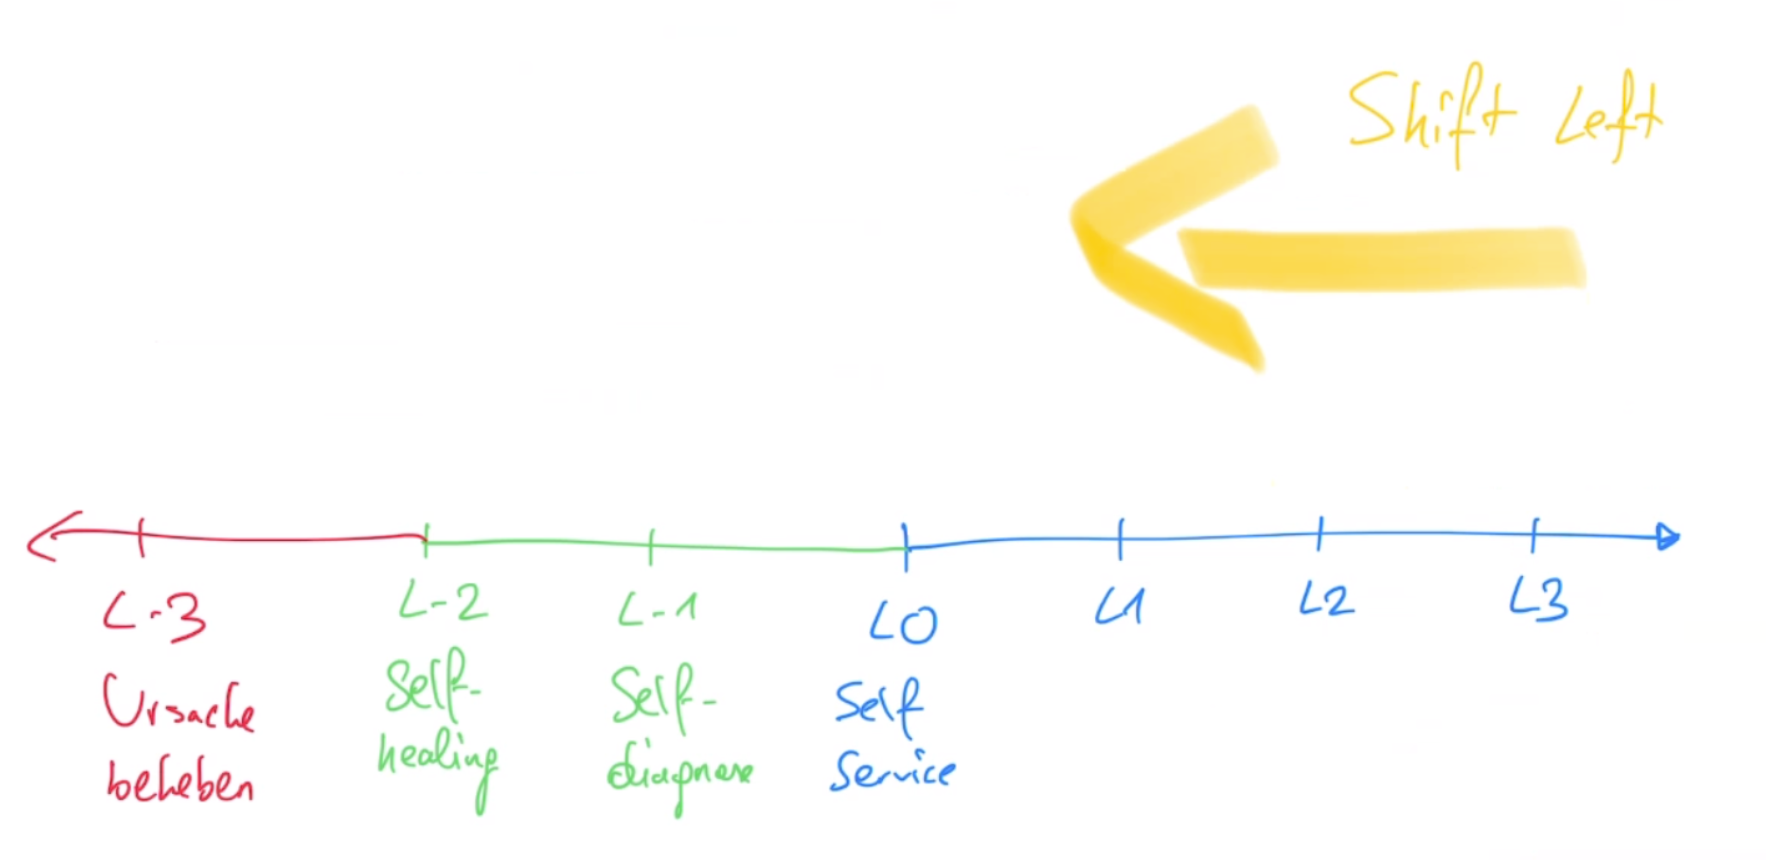 Shift Left
L-3
Ursache
beheben
L-2
Self-
healing
L-1
Self-
diagnose
L0
Self
Service
L1
L2
L3